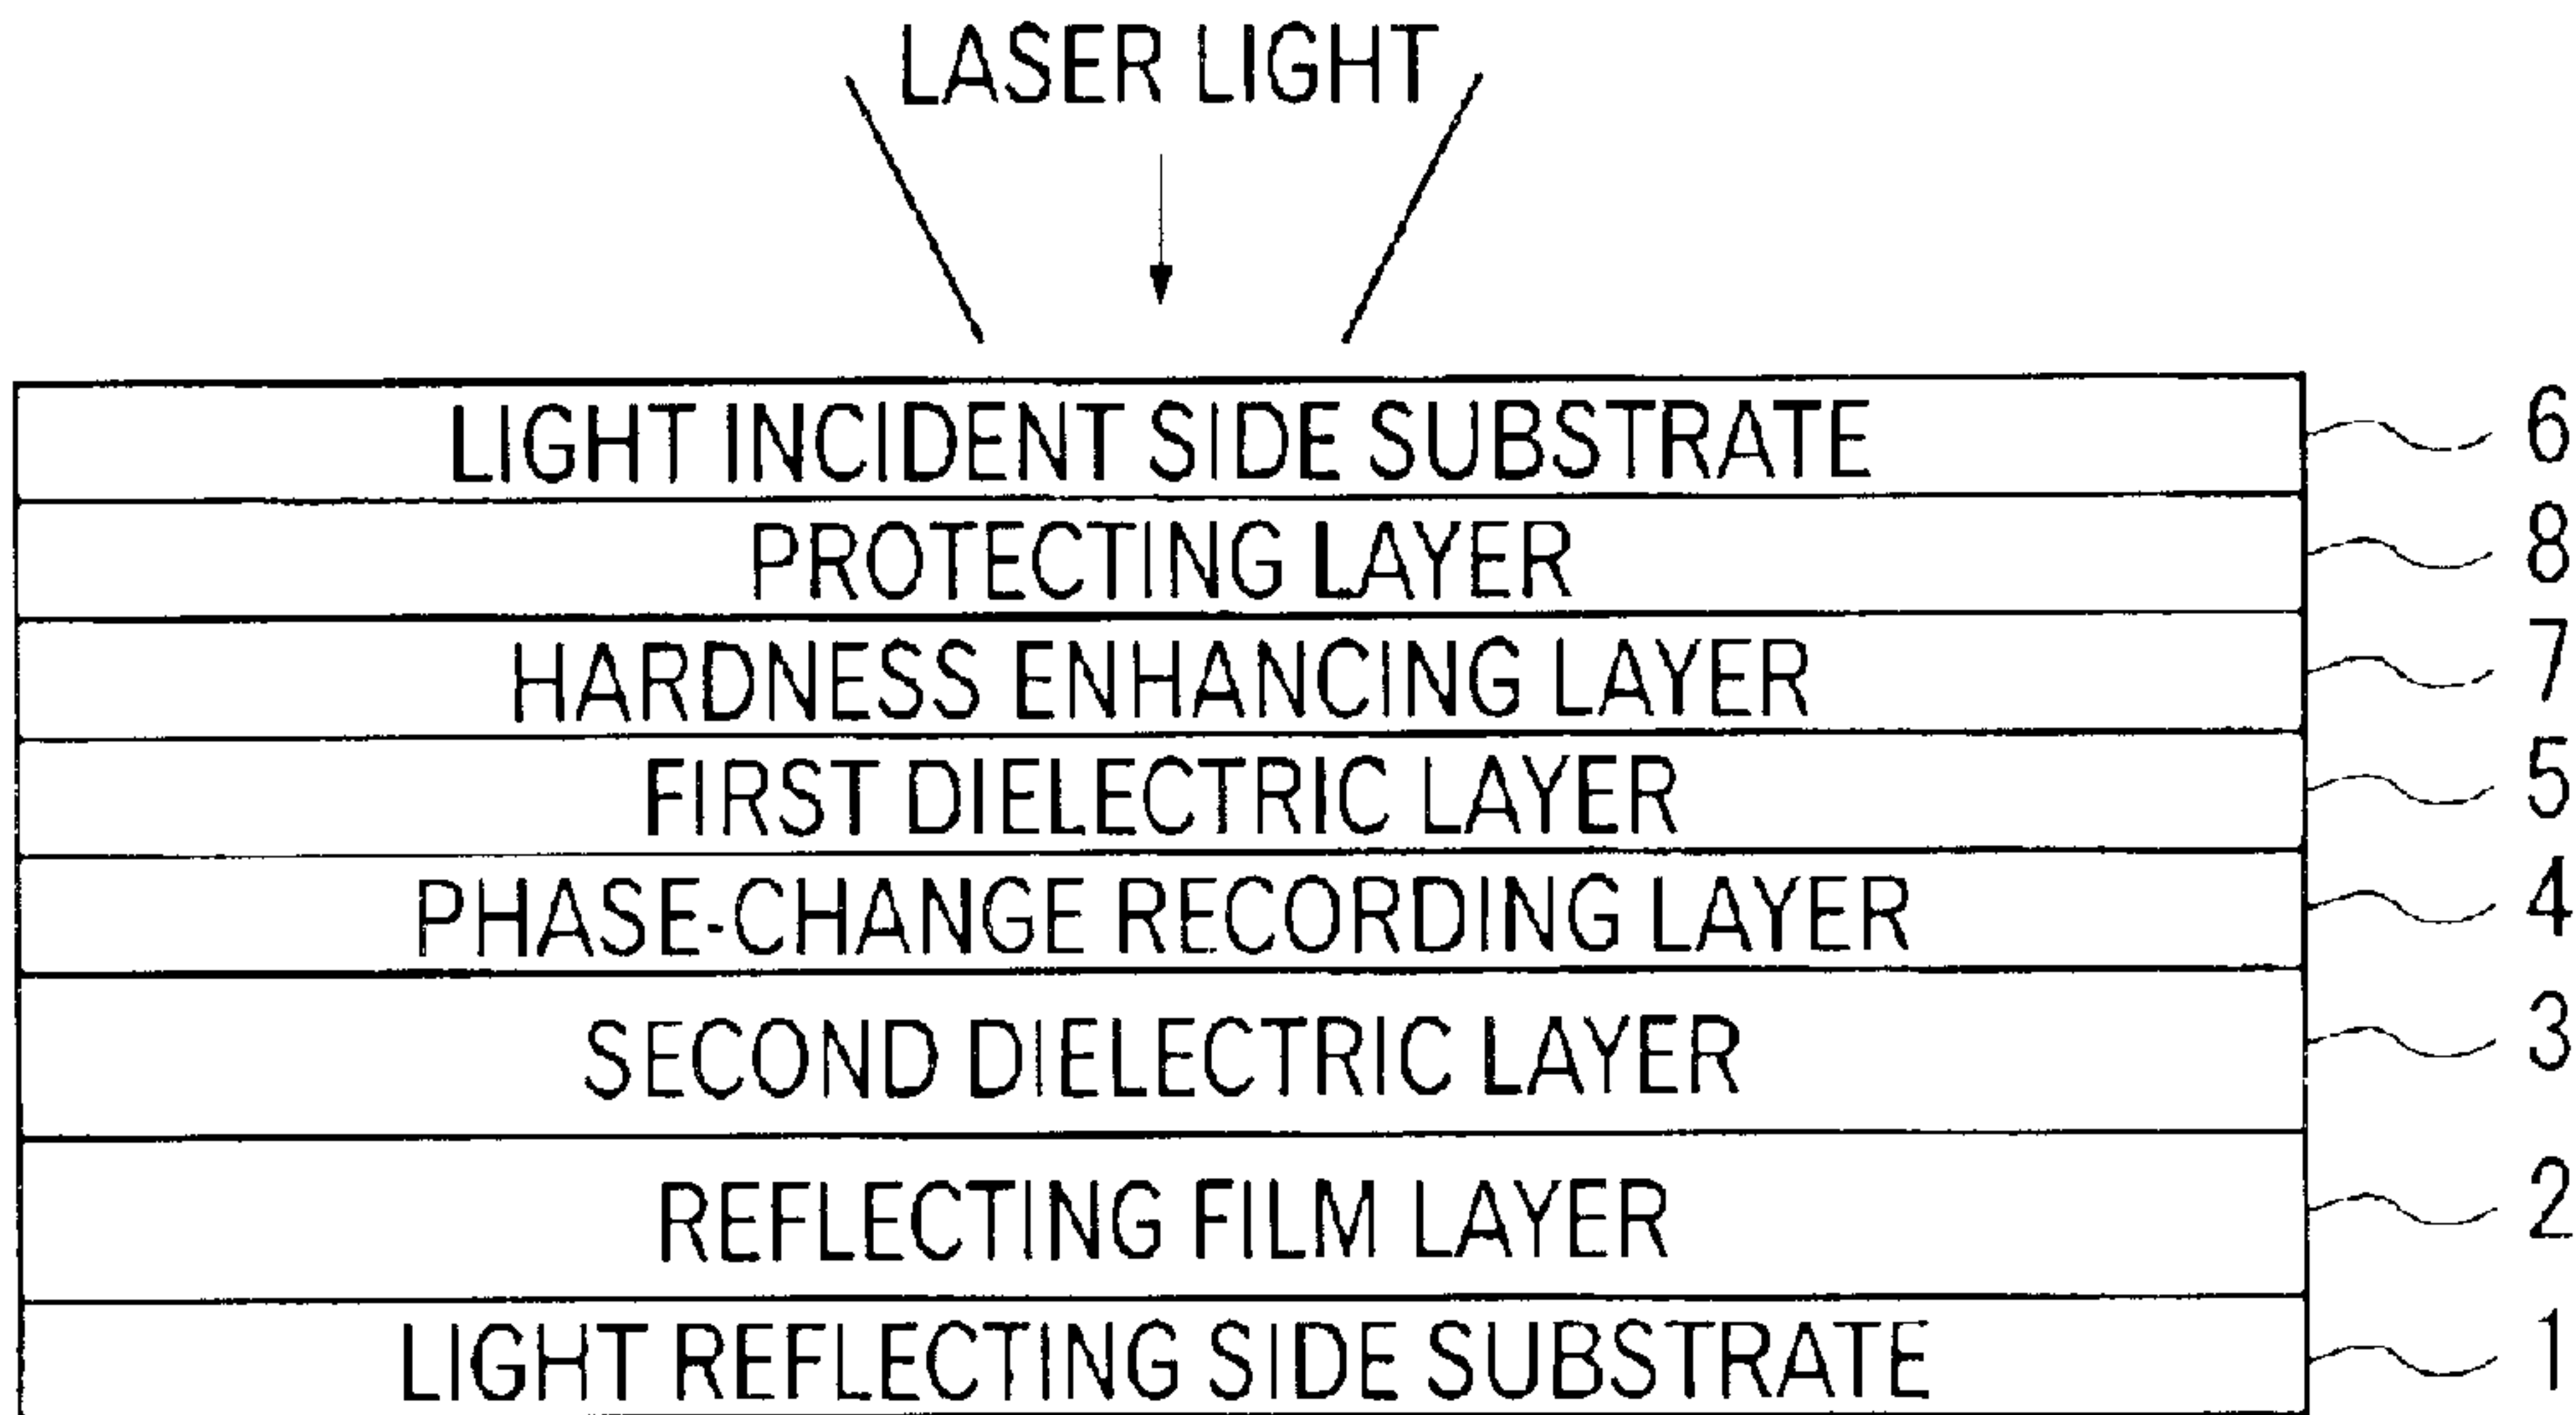 LASER LIGHT
LIGHT INCIDENT SIDE SUBSTRATE 6
PROTECTING LAYER 8
HARDNESS ENHANCING LAYER 7
FIRST DIELECTRIC LAYER 5
PHASE-CHANGE RECORDING LAYER 4
SECOND DIELECTRIC LAYER 3
REFLECTING FILM LAYER 2
LIGHT REFLECTING SIDE SUBSTRATE 1